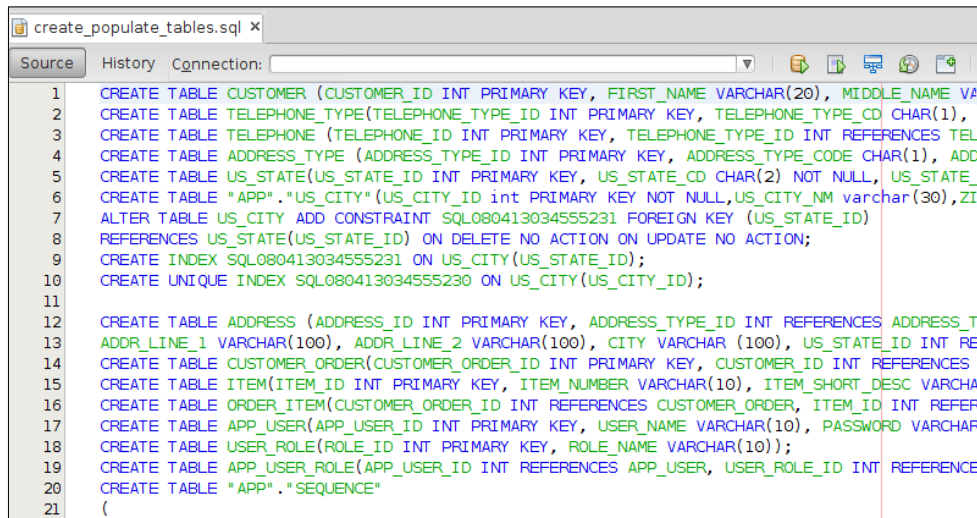 create_populate_tables.sql ×
Source History Connection:
1 CREATE TABLE CUSTOMER (CUSTOMER_ID INT PRIMARY KEY, FIRST_NAME VARCHAR(20), MIDDLE_NAME VA
2 CREATE TABLE TELEPHONE_TYPE(TELEPHONE_TYPE_ID INT PRIMARY KEY, TELEPHONE_TYPE_CD CHAR(1),
3 CREATE TABLE TELEPHONE (TELEPHONE_ID INT PRIMARY KEY, TELEPHONE_TYPE_ID INT REFERENCES TEL
4 CREATE TABLE ADDRESS_TYPE (ADDRESS_TYPE_ID INT PRIMARY KEY, ADDRESS_TYPE_CODE CHAR(1), ADD
5 CREATE TABLE US_STATE(US_STATE_ID INT PRIMARY KEY, US_STATE_CD CHAR(2) NOT NULL, US_STATE_
6 CREATE TABLE "APP"."US_CITY"(US_CITY_ID int PRIMARY KEY NOT NULL,US_CITY_NM varchar(30),ZI
7 ALTER TABLE US_CITY ADD CONSTRAINT SQL080413034555231 FOREIGN KEY (US_STATE_ID)
8 REFERENCES US_STATE(US_STATE_ID) ON DELETE NO ACTION ON UPDATE NO ACTION;
9 CREATE INDEX SQL080413034555231 ON US_CITY(US_STATE_ID);
10 CREATE UNIQUE INDEX SQL080413034555230 ON US_CITY(US_CITY_ID);
11
12 CREATE TABLE ADDRESS (ADDRESS_ID INT PRIMARY KEY, ADDRESS_TYPE_ID INT REFERENCES ADDRESS_T
13 ADDR_LINE_1 VARCHAR(100), ADDR_LINE_2 VARCHAR(100), CITY VARCHAR (100), US_STATE_ID INT RE
14 CREATE TABLE CUSTOMER_ORDER(CUSTOMER_ORDER_ID INT PRIMARY KEY, CUSTOMER_ID INT REFERENCES
15 CREATE TABLE ITEM(ITEM_ID INT PRIMARY KEY, ITEM_NUMBER VARCHAR(10), ITEM_SHORT_DESC VARCHA
16 CREATE TABLE ORDER_ITEM(CUSTOMER_ORDER_ID INT REFERENCES CUSTOMER_ORDER, ITEM_ID INT REFER
17 CREATE TABLE APP_USER(APP_USER_ID INT PRIMARY KEY, USER_NAME VARCHAR(10), PASSWORD VARCHAR
18 CREATE TABLE USER_ROLE(ROLE_ID INT PRIMARY KEY, ROLE_NAME VARCHAR(10));
19 CREATE TABLE APP_USER_ROLE(APP_USER_ID INT REFERENCES APP_USER, USER_ROLE_ID INT REFERENCE
20 CREATE TABLE "APP"."SEQUENCE"
21 (